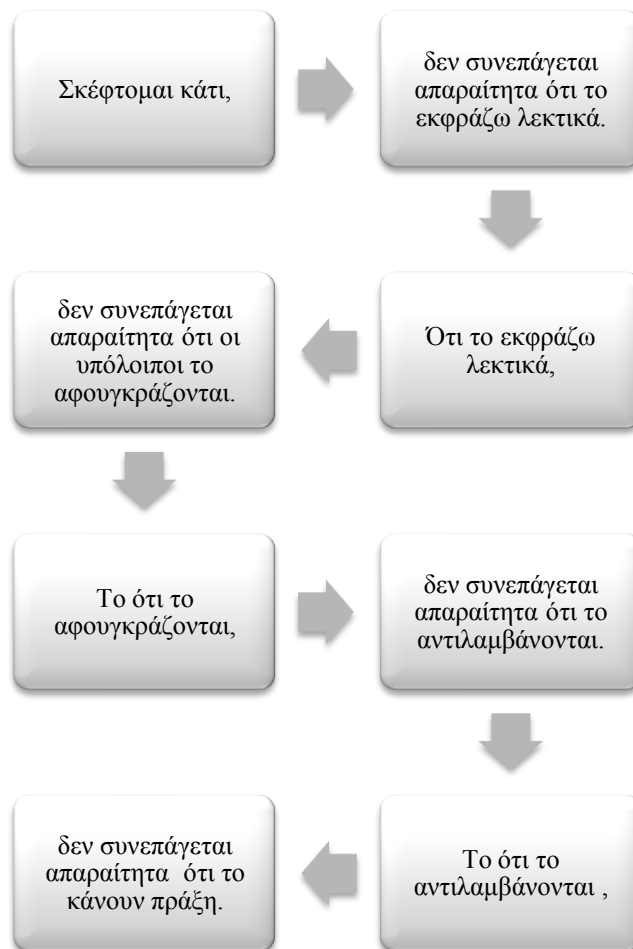 Σκέφτομαι κάτι,
δεν συνεπάγεται
απαραίτητα ότι το
εκφράζω λεκτικά.
Ότι το εκφράζω
λεκτικά,
δεν συνεπάγεται
απαραίτητα ότι οι
υπόλοιποι το
αφουγκράζονται.
Το ότι το
αφουγκράζονται,
δεν συνεπάγεται
απαραίτητα ότι το
αντιλαμβάνονται.
Το ότι το
αντιλαμβάνονται ,
δεν συνεπάγεται
απαραίτητα  ότι το
κάνουν πράξη.